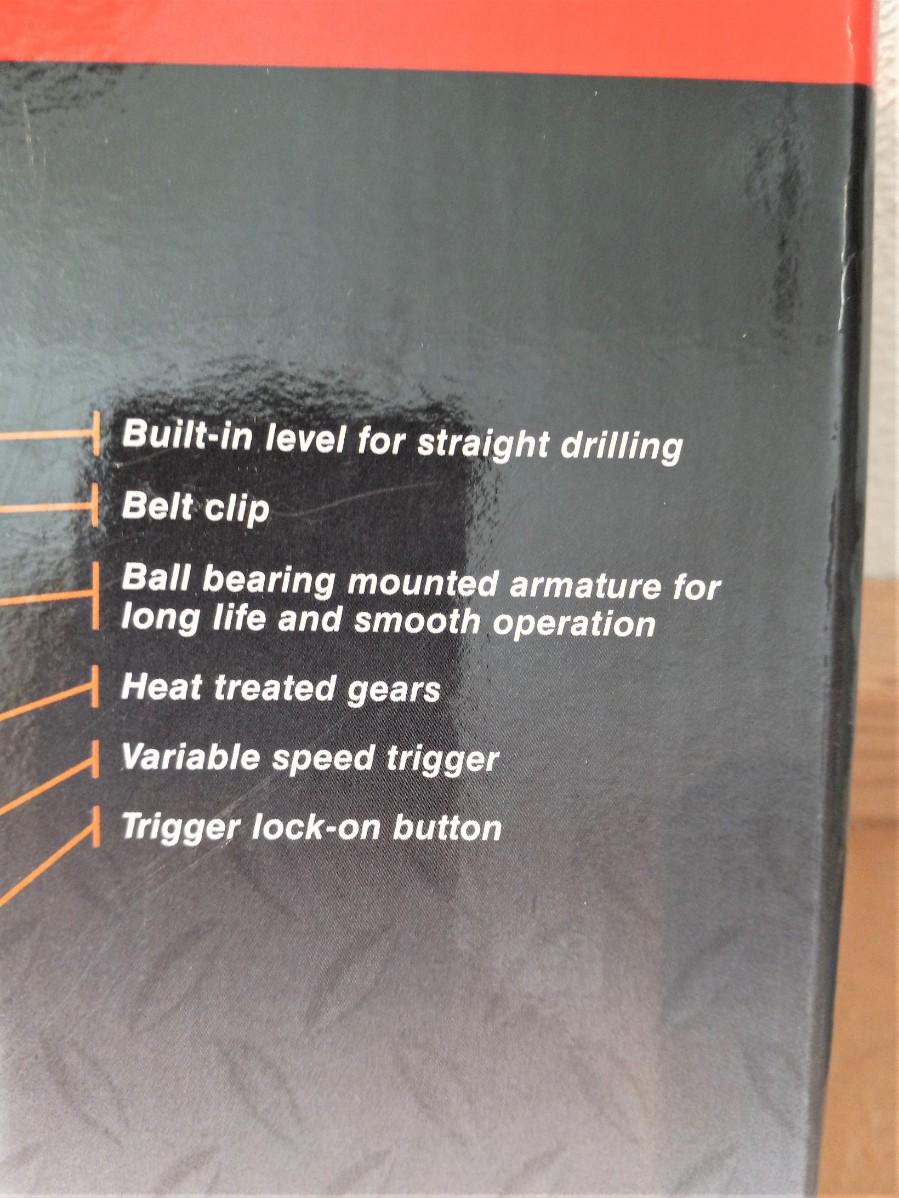 Built-in level for straight drilling
Belt clip
Ball bearing mounted armature for
long life and smooth operation
Heat treated gears
Variable speed trigger
Trigger lock-on button